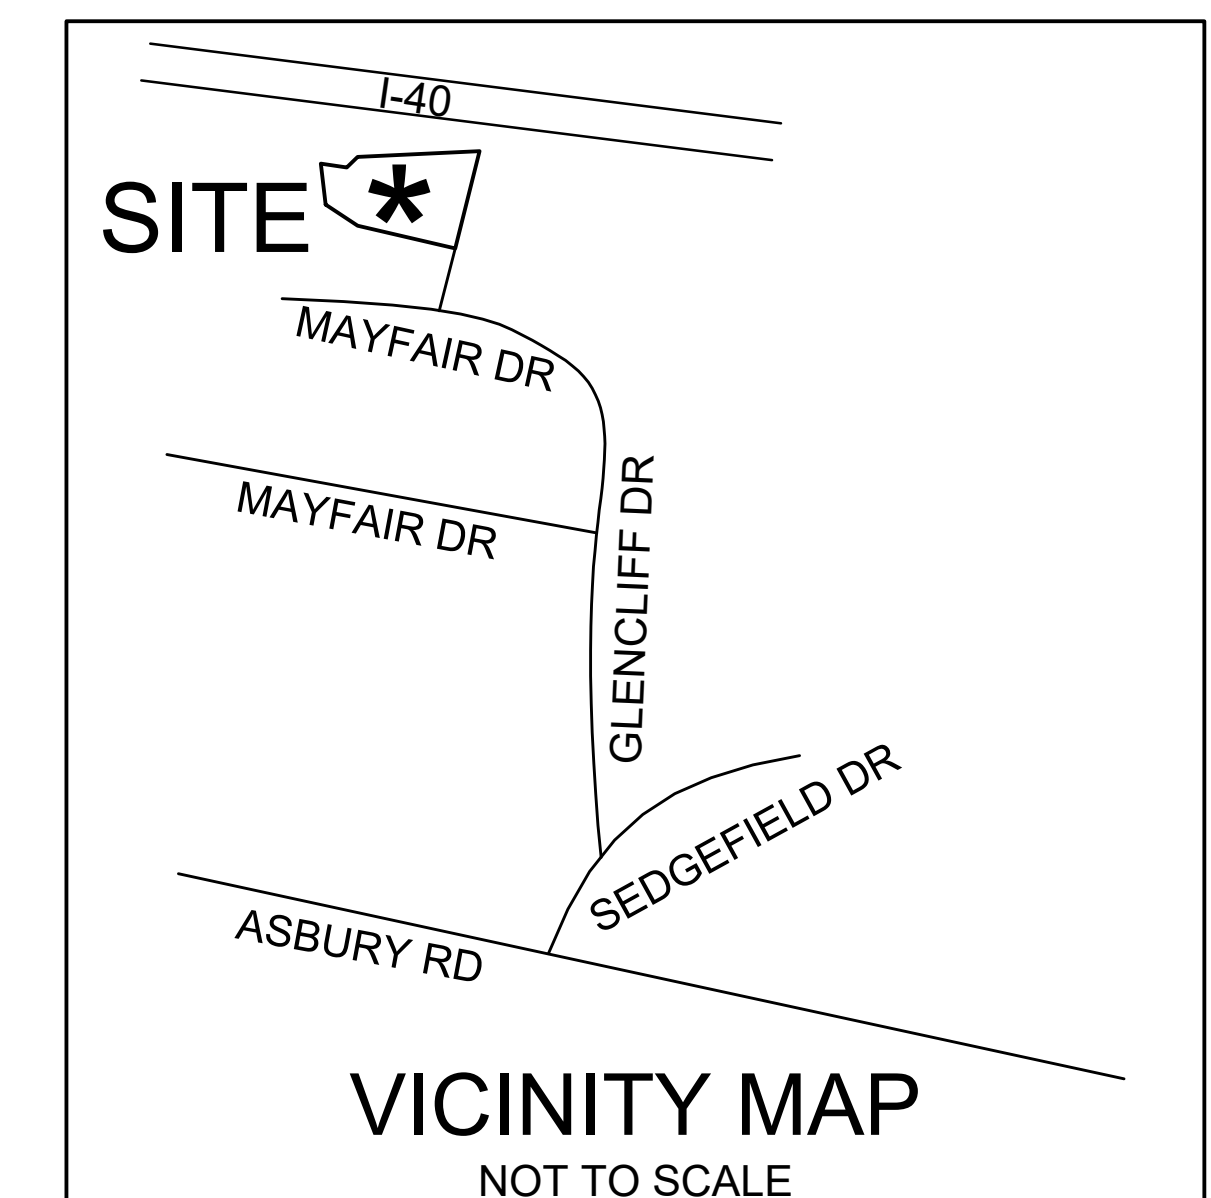 I-40
SITE *
MAYFAIR DR
MAYFAIR DR
GLENCLIFF DR
SEDGEFIELD DR
ASBURY RD
VICINITY MAP
NOT TO SCALE